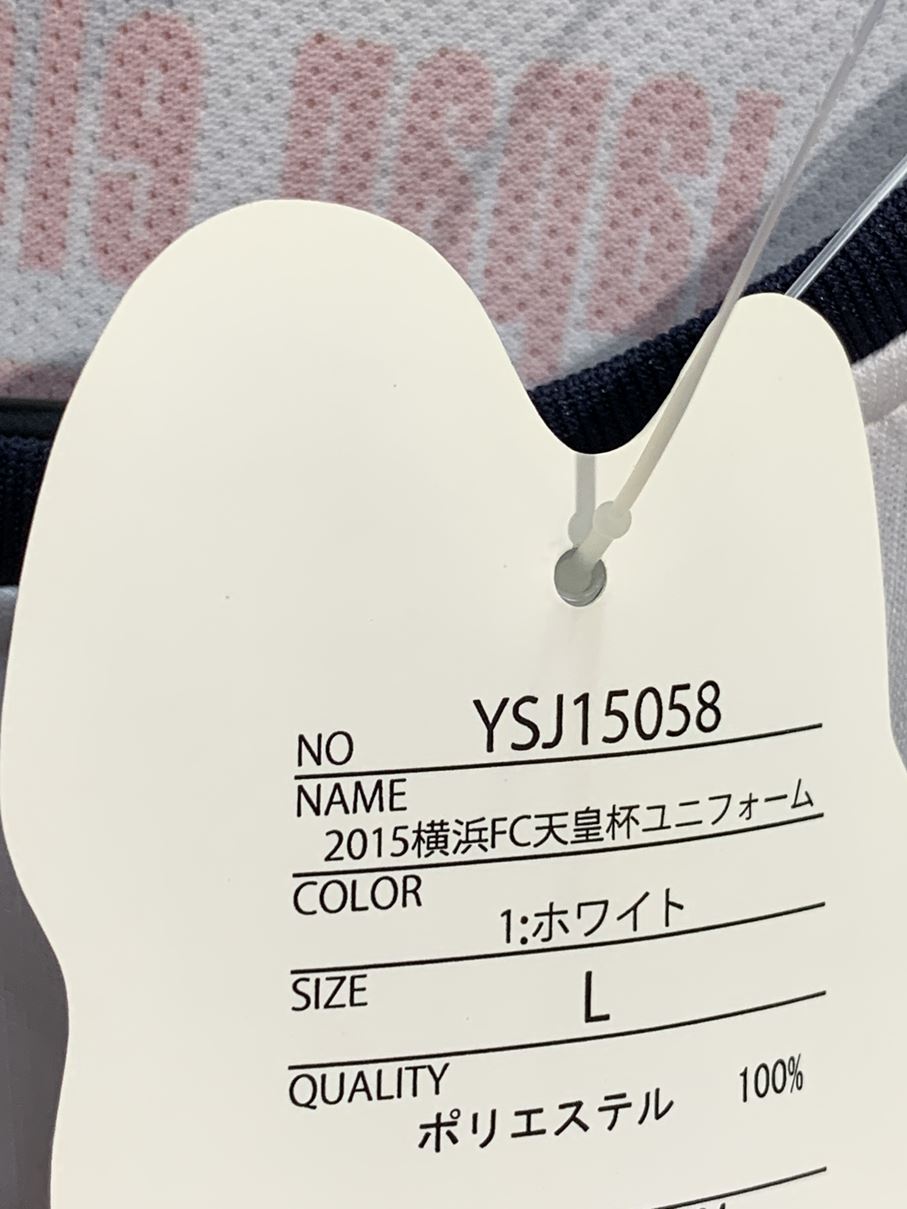 NO YSJ15058
NAME
2015横浜FC天皇杯ユニフォーム
COLOR
1:ホワイト
SIZE L
QUALITY
ポリエステル 100%